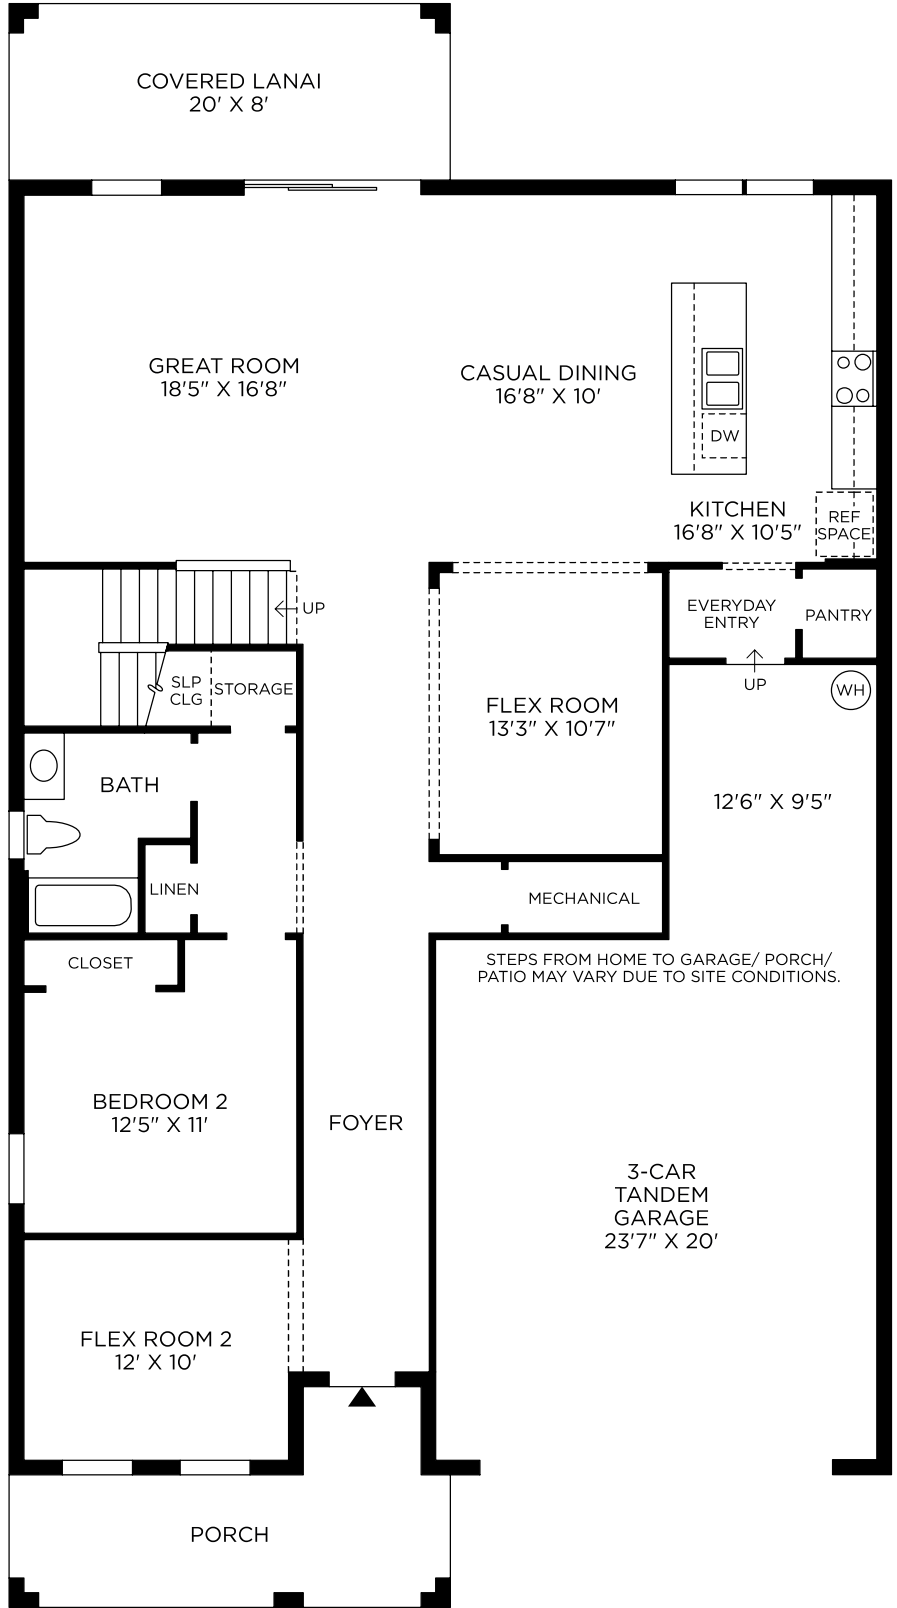 COVERED LANAI
20' X 8'
GREAT ROOM
18'5" X 16'8"
CASUAL DINING
16'8" X 10'
DW
KITCHEN
16'8" X 10'5"
REF
SPACE
UP
EVERYDAY
ENTRY
PANTRY
UP
WH
SLP
CLG
STORAGE
FLEX ROOM
13'3" X 10'7"
BATH
12'6" X 9'5"
LINEN
MECHANICAL
CLOSET
STEPS FROM HOME TO GARAGE/ PORCH/
PATIO MAY VARY DUE TO SITE CONDITIONS.
BEDROOM 2
12'5" X 11'
FOYER
3-CAR
TANDEM
GARAGE
23'7" X 20'
FLEX ROOM 2
12' X 10'
PORCH